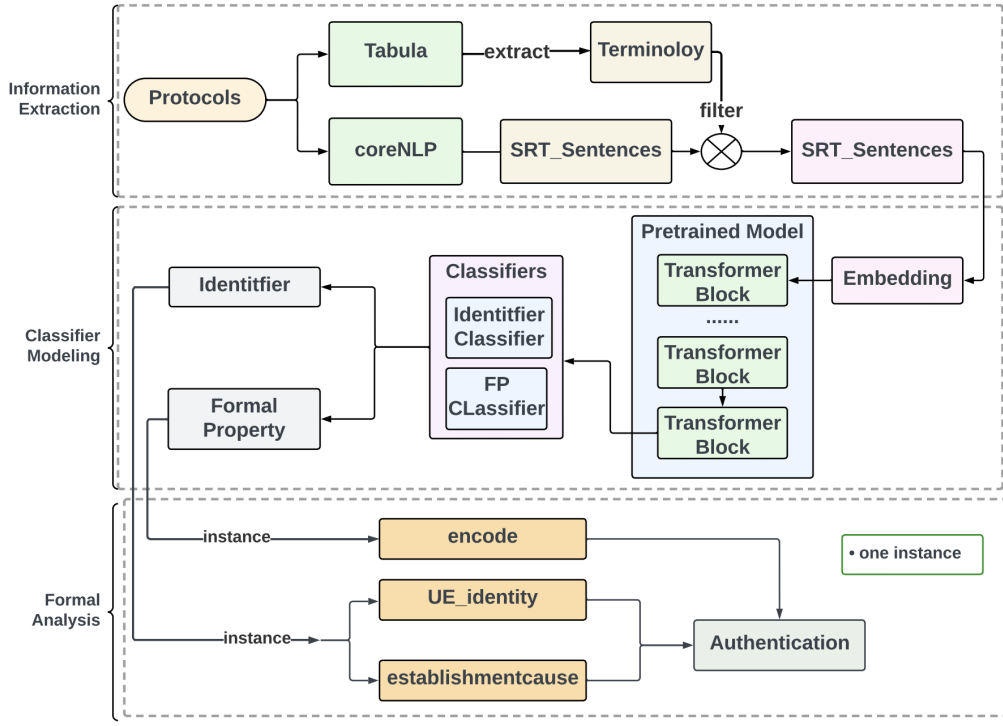 Information
Extraction
Protocols
Tabula
extract
Terminoloy
filter
coreNLP
SRT_Sentences
SRT_Sentences
Classifier
Modeling
Pretrained Model
Transformer
Block
......
Transformer
Block
Transformer
Block
Embedding
Classifiers
Identitfier
Classifier
FP
CLassifier
Identitfier
Formal
Property
Formal
Analysis
instance
encode
• one instance
UE_identity
instance
Authentication
establishmentcause